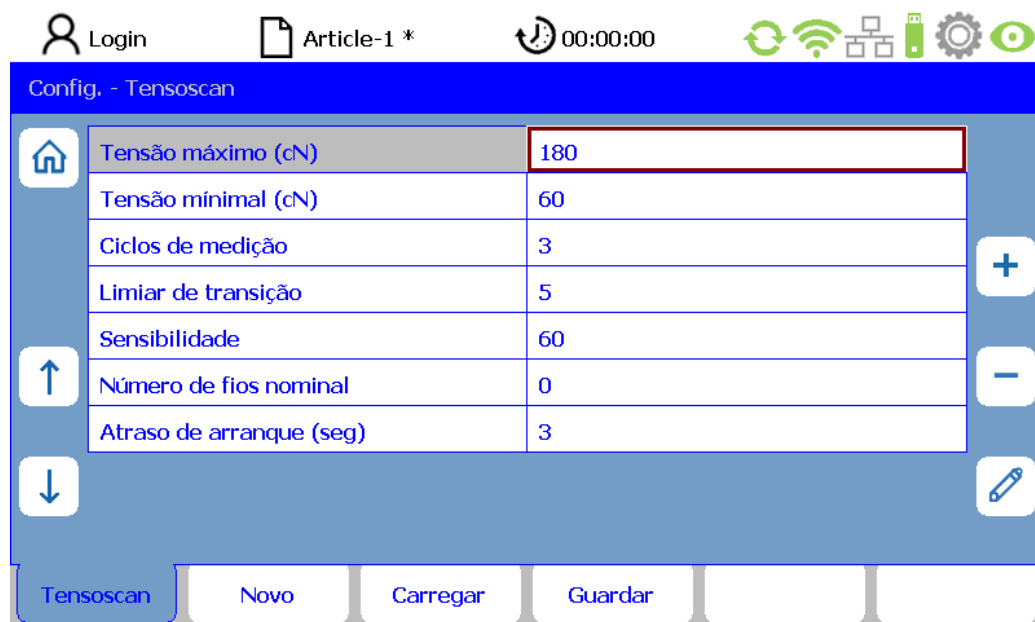 Login Article-1 * 00:00:00
Config. - Tensoscan
Tensão máximo (cN) 180
Tensão mínimal (cN) 60
Ciclos de medição 3
Limiar de transição 5
Sensibilidade 60
Número de fios nominal 0
Atraso de arranque (seg) 3
Tensoscan Novo Carregar Guardar